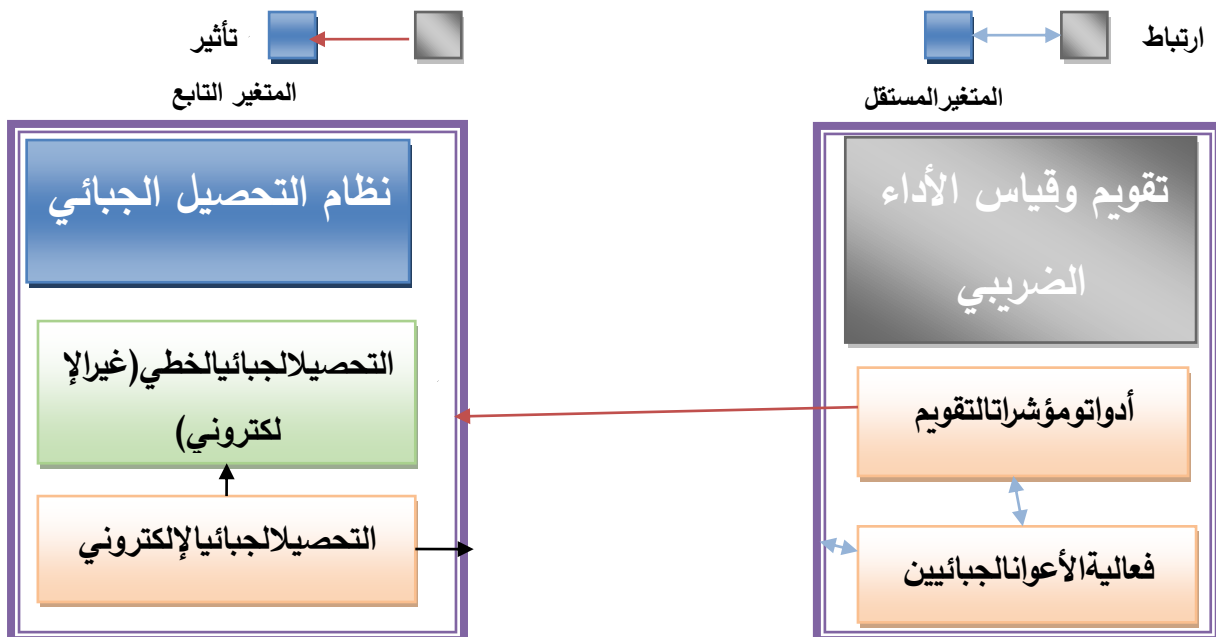 ارتباط
تأثير
المتغيرالمستقل
المتغير التابع
تقويم وقياس الأداء
الضريبي
أدواتومؤشراتالتقويم
فعاليةالأعوانالجبائيين
نظام التحصيل الجبائي
التحصيلالجبائيالخطي(غيرالإ
لكتروني)
التحصيلالجبائيالإلكتروني